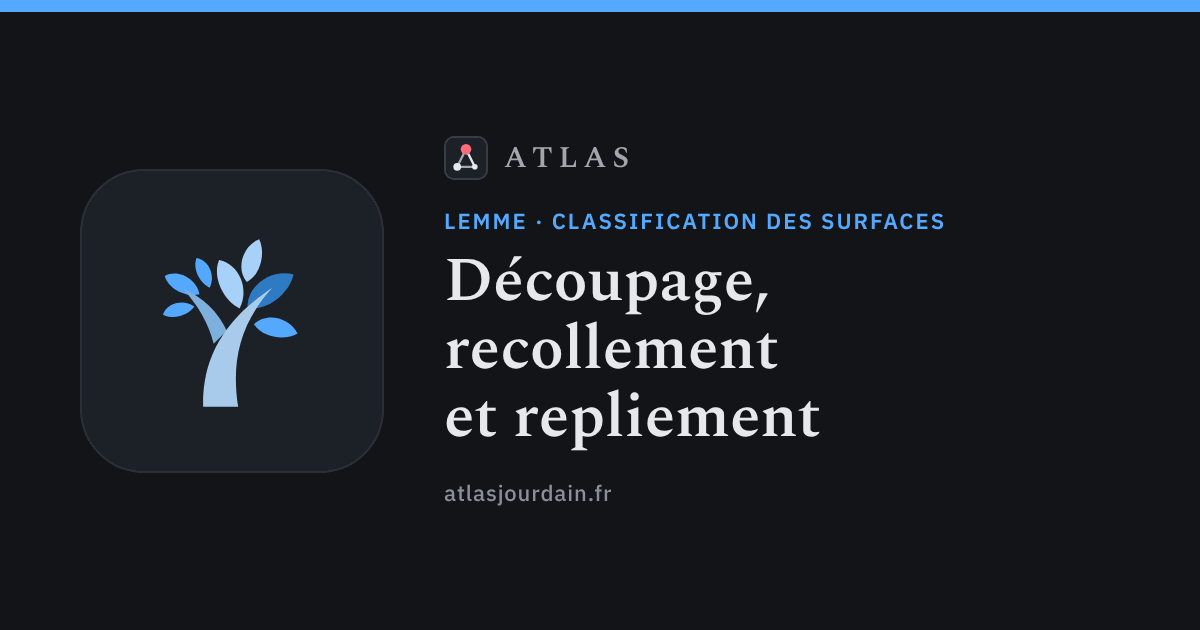 ATLAS
LEMME · CLASSIFICATION DES SURFACES
Découpage,
recollement
et repliement
atlasjourdain.fr